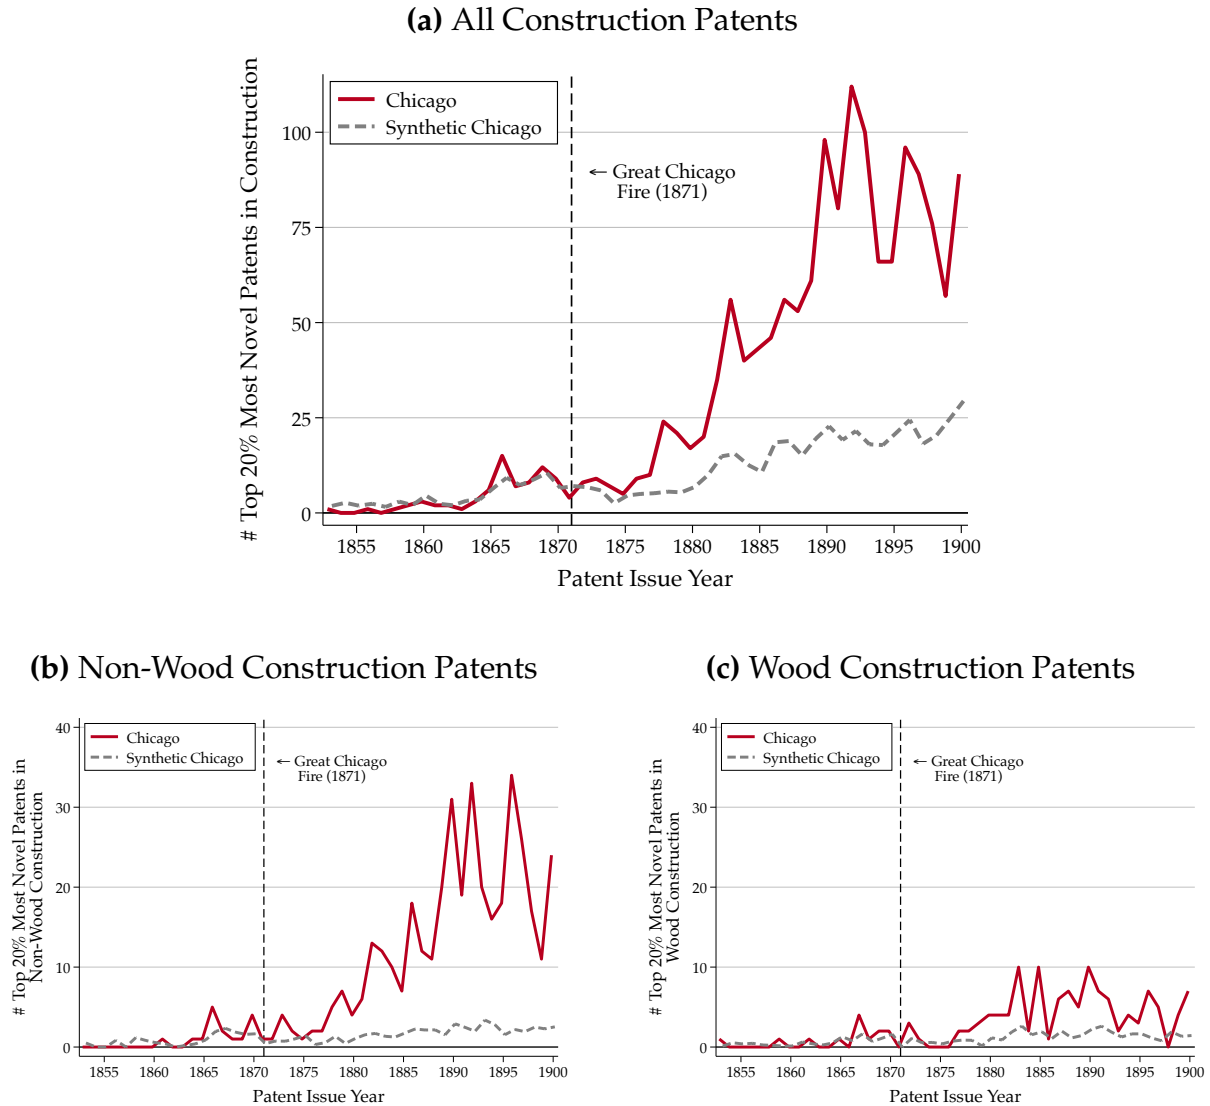 (a) All Construction Patents
# Top 20% Most Novel Patents in Construction
Chicago
Synthetic Chicago
← Great Chicago
Fire (1871)
100
75
50
25
0
1855 1860 1865 1870 1875 1880 1885 1890 1895 1900
Patent Issue Year
(b) Non-Wood Construction Patents
# Top 20% Most Novel Patents in
Non-Wood Construction
Chicago
Synthetic Chicago
← Great Chicago
Fire (1871)
40
30
20
10
0
1855 1860 1865 1870 1875 1880 1885 1890 1895 1900
Patent Issue Year
(c) Wood Construction Patents
# Top 20% Most Novel Patents in
Wood Construction
Chicago
Synthetic Chicago
← Great Chicago
Fire (1871)
40
30
20
10
0
1855 1860 1865 1870 1875 1880 1885 1890 1895 1900
Patent Issue Year